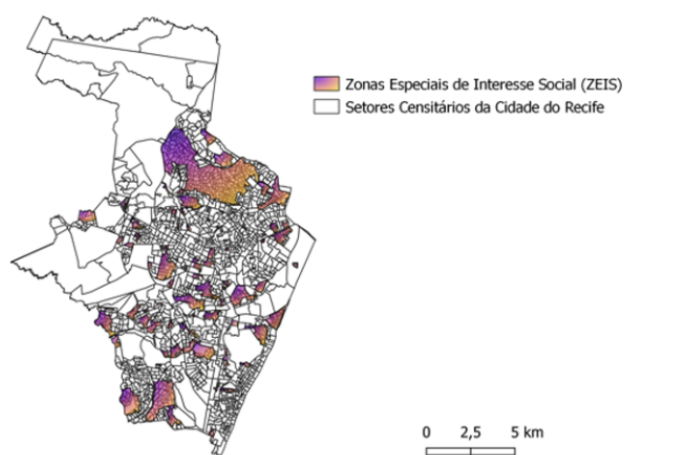 Zonas Especiais de Interesse Social (ZEIS)
Setores Censitários da Cidade do Recife
0 2,5 5 km